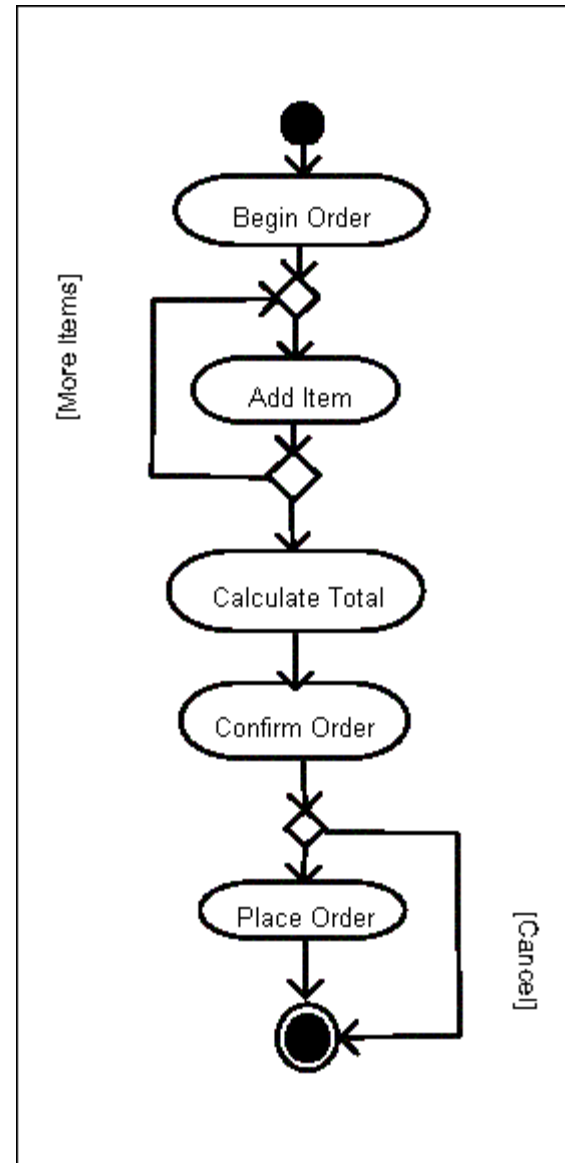 Begin Order
[More Items]
Add Item
Calculate Total
Confirm Order
Place Order
[Cancel]